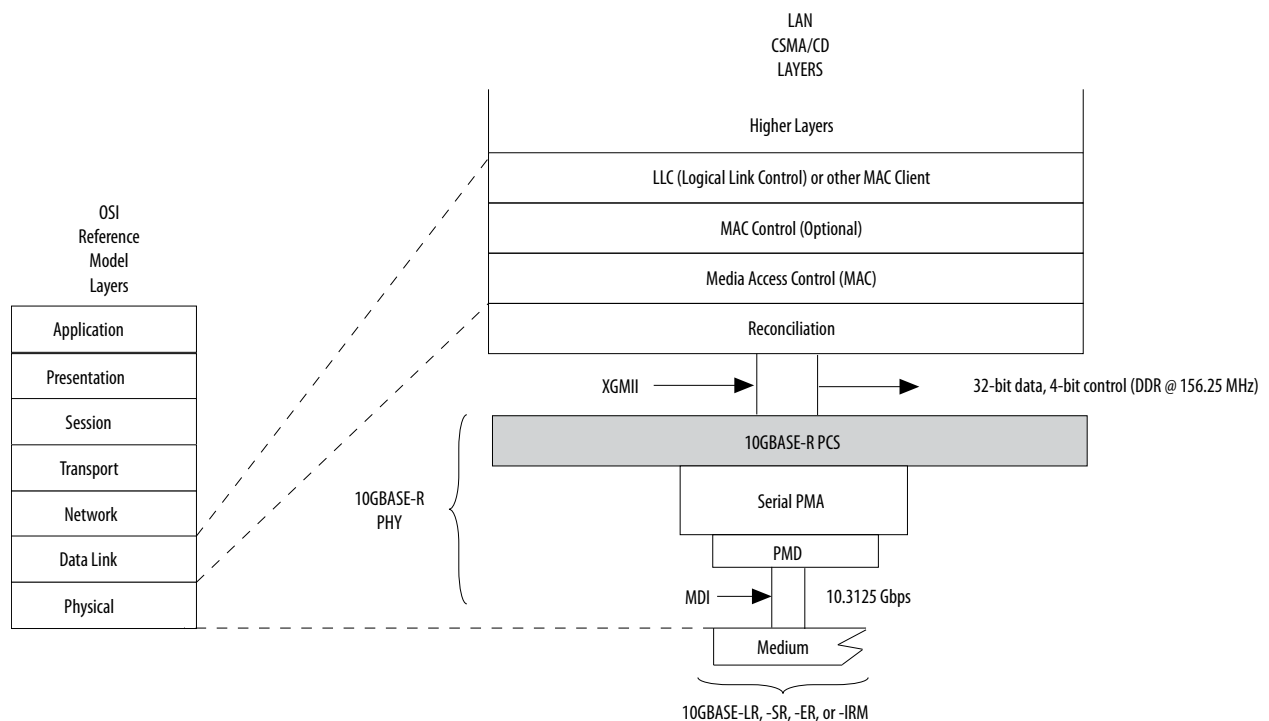 LAN
CSMA/CD
LAYERS
Higher Layers
LLC (Logical Link Control) or other MAC Client
MAC Control (Optional)
Media Access Control (MAC)
Reconciliation
OSI
Reference
Model
Layers
Application
Presentation
Session
Transport
Network
Data Link
Physical
XGMII
32-bit data, 4-bit control (DDR @ 156.25 MHz)
10GBASE-R PCS
10GBASE-R
PHY
Serial PMA
PMD
MDI
10.3125 Gbps
Medium
10GBASE-LR, -SR, -ER, or -lRM